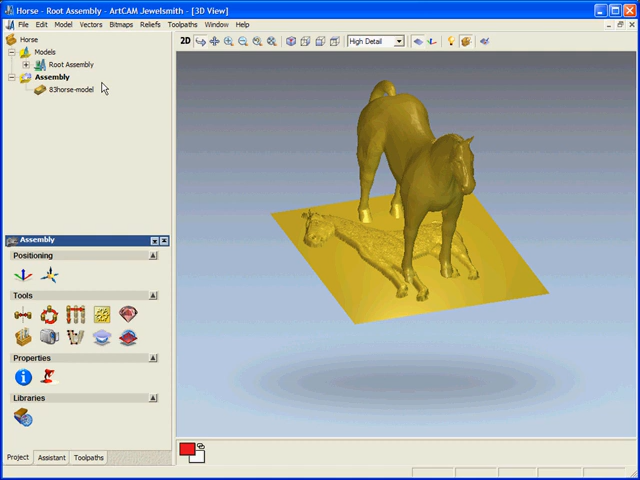 Horse - Root Assembly - ArtCAM Jewelsmith - [3D View]
File Edit Model Vectors Bitmaps Reliefs Toolpaths Window Help
Horse
Models
Root Assembly
Assembly
83horse-model
2D
High Detail
Assembly
Positioning
Tools
Properties
Libraries
Project Assistant Toolpaths